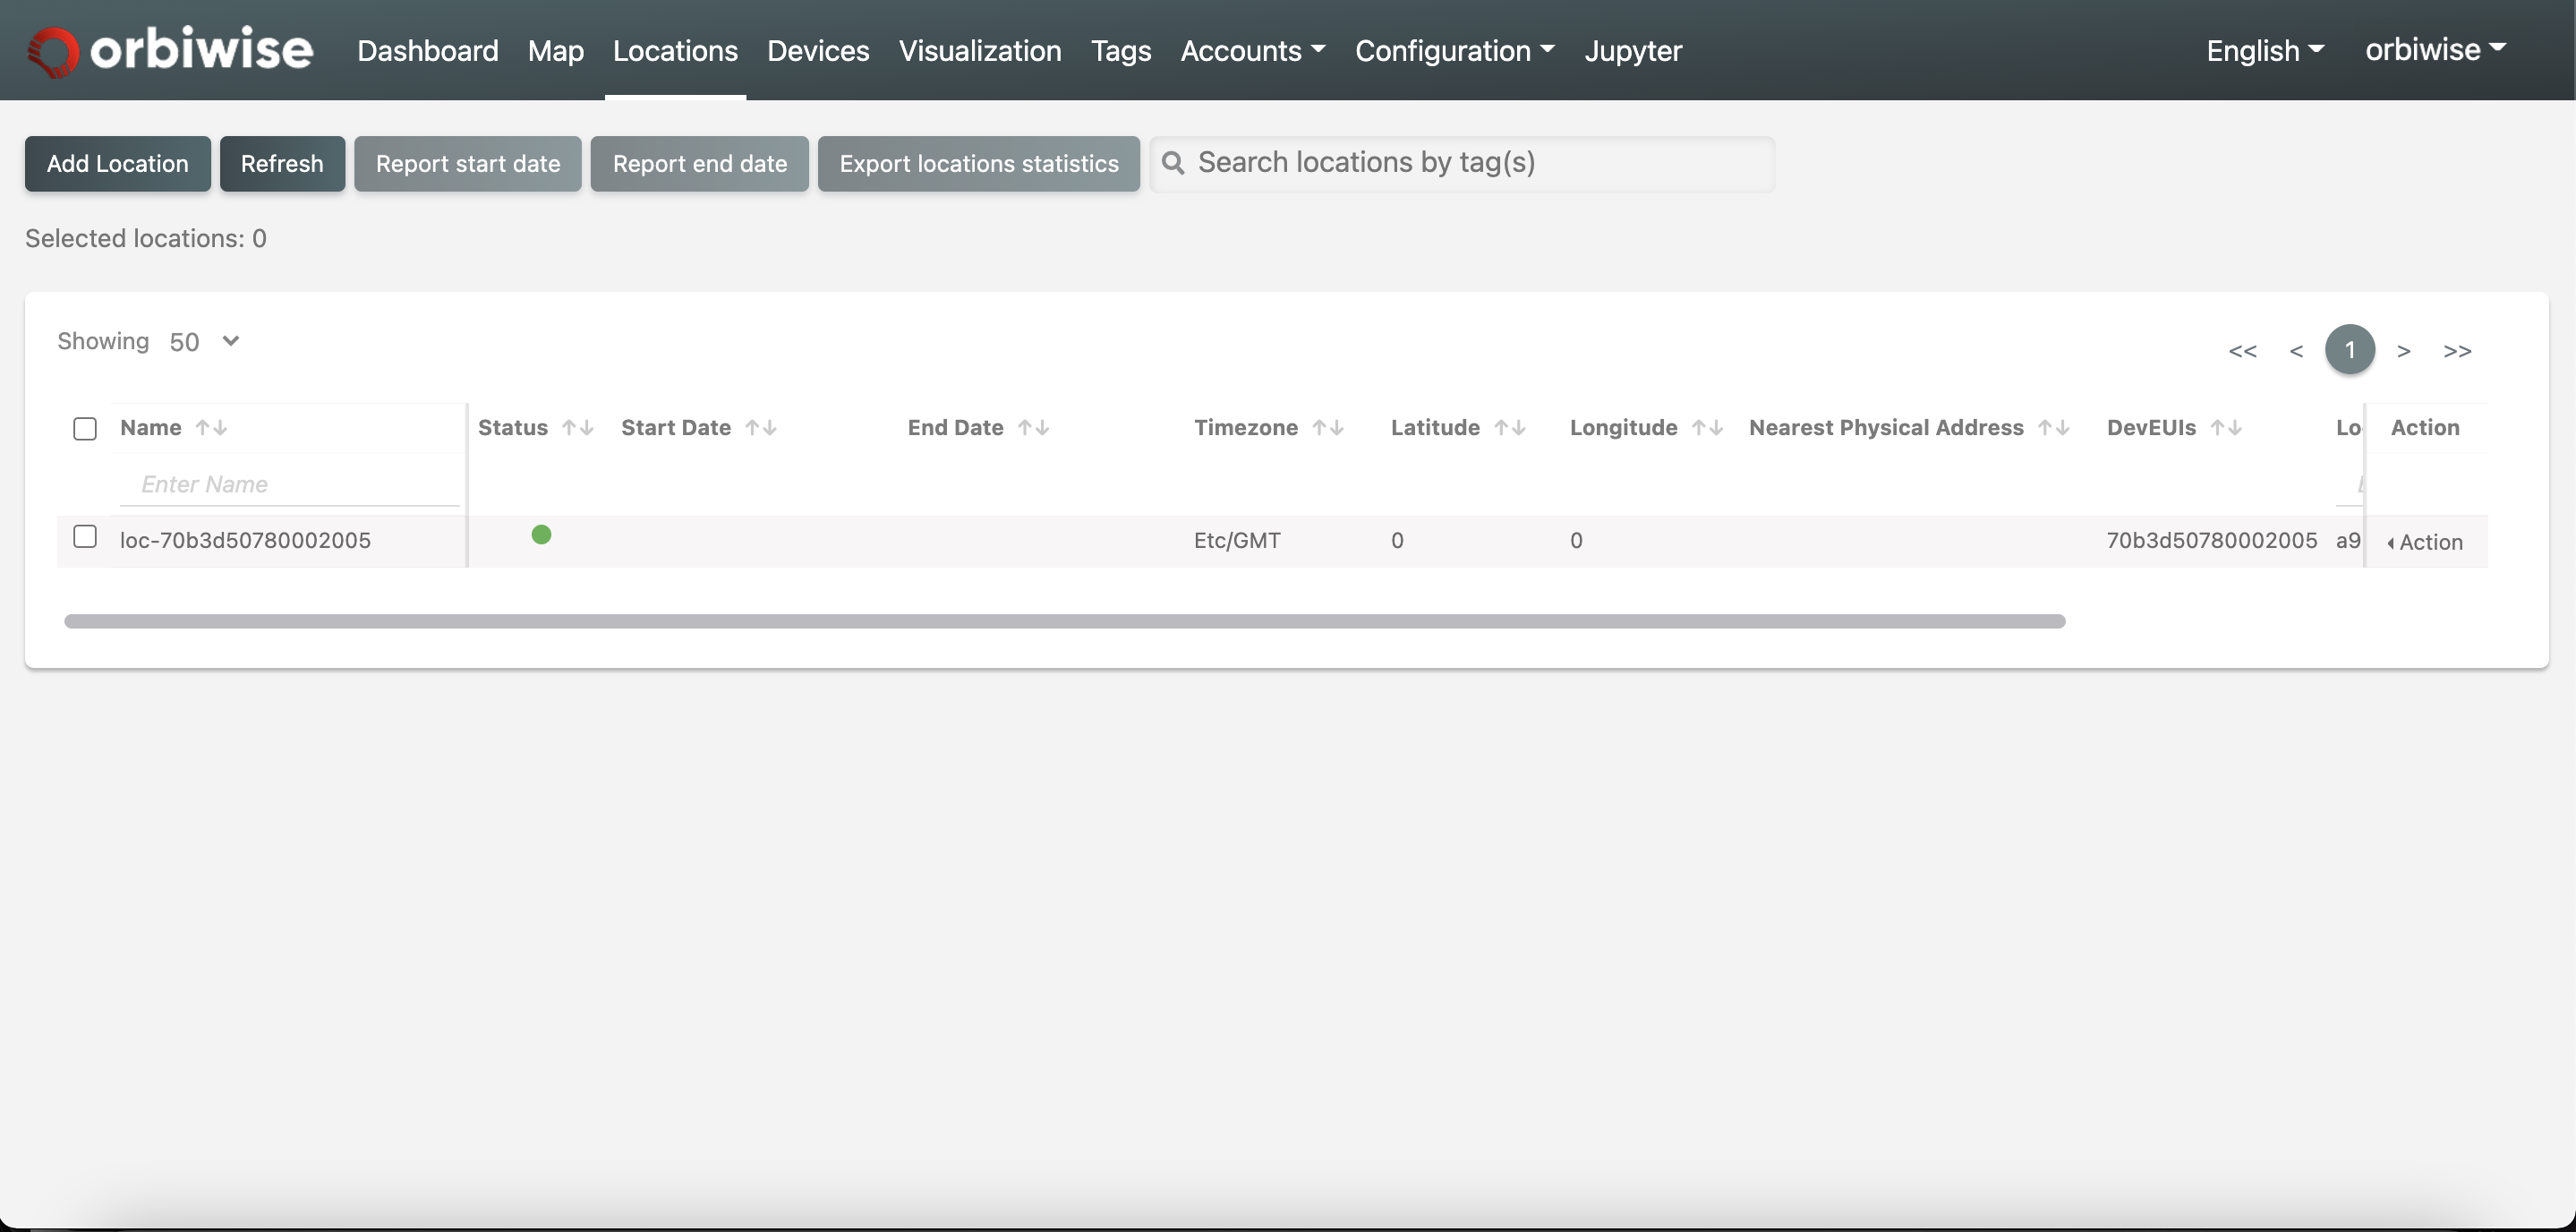 orbiwise Dashboard Map Locations Devices Visualization Tags Accounts Configuration Jupyter English orbiwise
Add Location Refresh Report start date Report end date Export locations statistics Search locations by tag(s)
Selected locations: 0
Showing 50 << < 1 > >>
Name Status Start Date End Date Timezone Latitude Longitude Nearest Physical Address DevEUIs Lo Action
Enter Name
loc-70b3d50780002005 Etc/GMT 0 0 70b3d50780002005 a9 Action